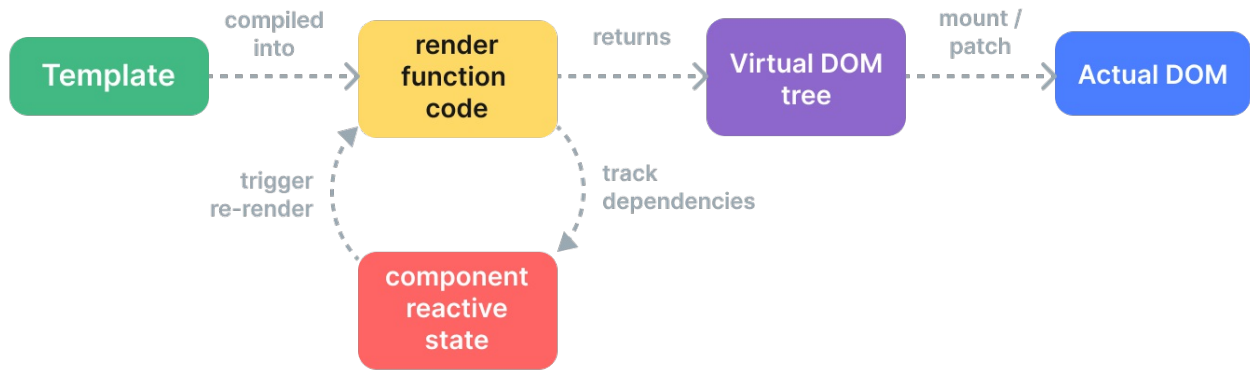 Template
compiled
into
render
function
code
returns
Virtual DOM
tree
mount /
patch
Actual DOM
trigger
re-render
track
dependencies
component
reactive
state